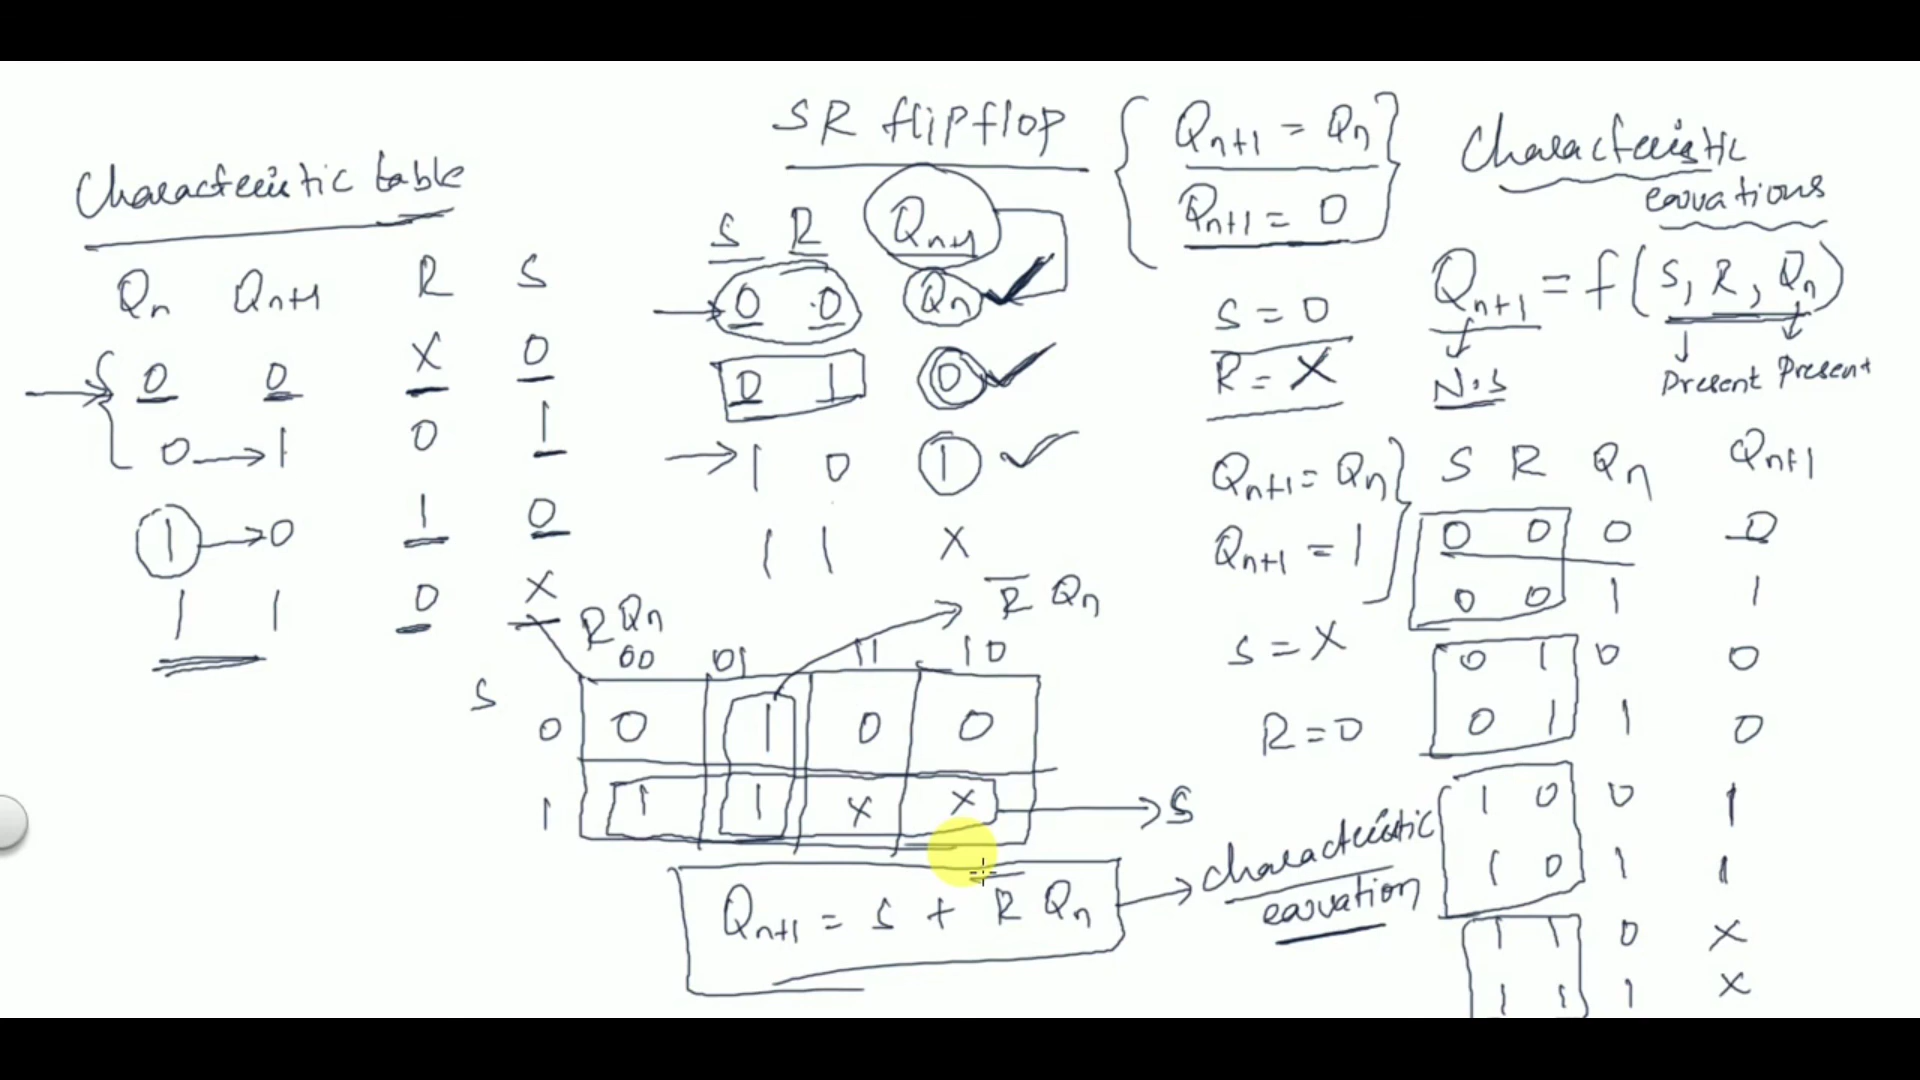 SR flipflop
Characteristic table
Qn Qn+1 R S
0 0 X 0
0 → 1 0 1
1 → 0 1 0
1 1 0 X
S R Qn+1
0 0 Qn ✓
0 1 0 ✓
1 0 1 ✓
1 1 X
Qn+1 = Qn
Qn+1 = 0
S = 0
R = X
Qn+1 = Qn
Qn+1 = 1
S = X
R = 0
Characteristic
equations
Qn+1 = f(S, R, Qn)
N.S
Present Present
S R Qn Qn+1
0 0 0 0
0 0 1 1
0 1 0 0
0 1 1 0
1 0 0 1
1 0 1 1
1 1 0 X
1 1 1 X
R̅ Qn
RQn
S
00 01 11 10
0 0 1 0 0
1 1 1 X X
S
Qn+1 = S + R̅ Qn
characteristic
equation